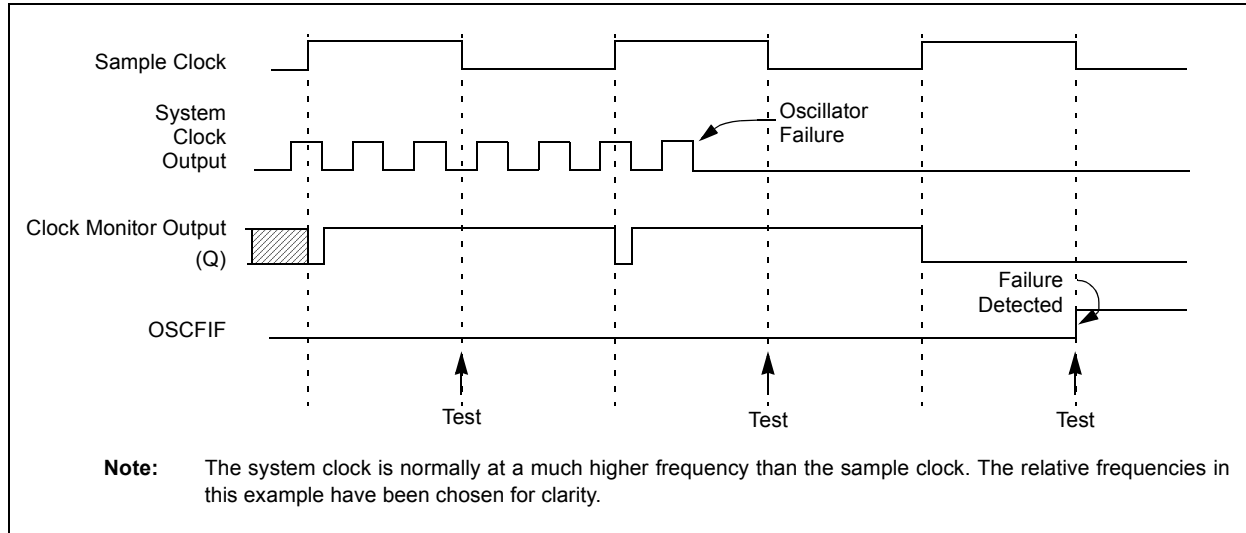 Sample Clock
System
Clock
Output
Oscillator
Failure
Clock Monitor Output
(Q)
Failure
Detected
OSCFIF
Test
Test
Test
Note: The system clock is normally at a much higher frequency than the sample clock. The relative frequencies in
this example have been chosen for clarity.